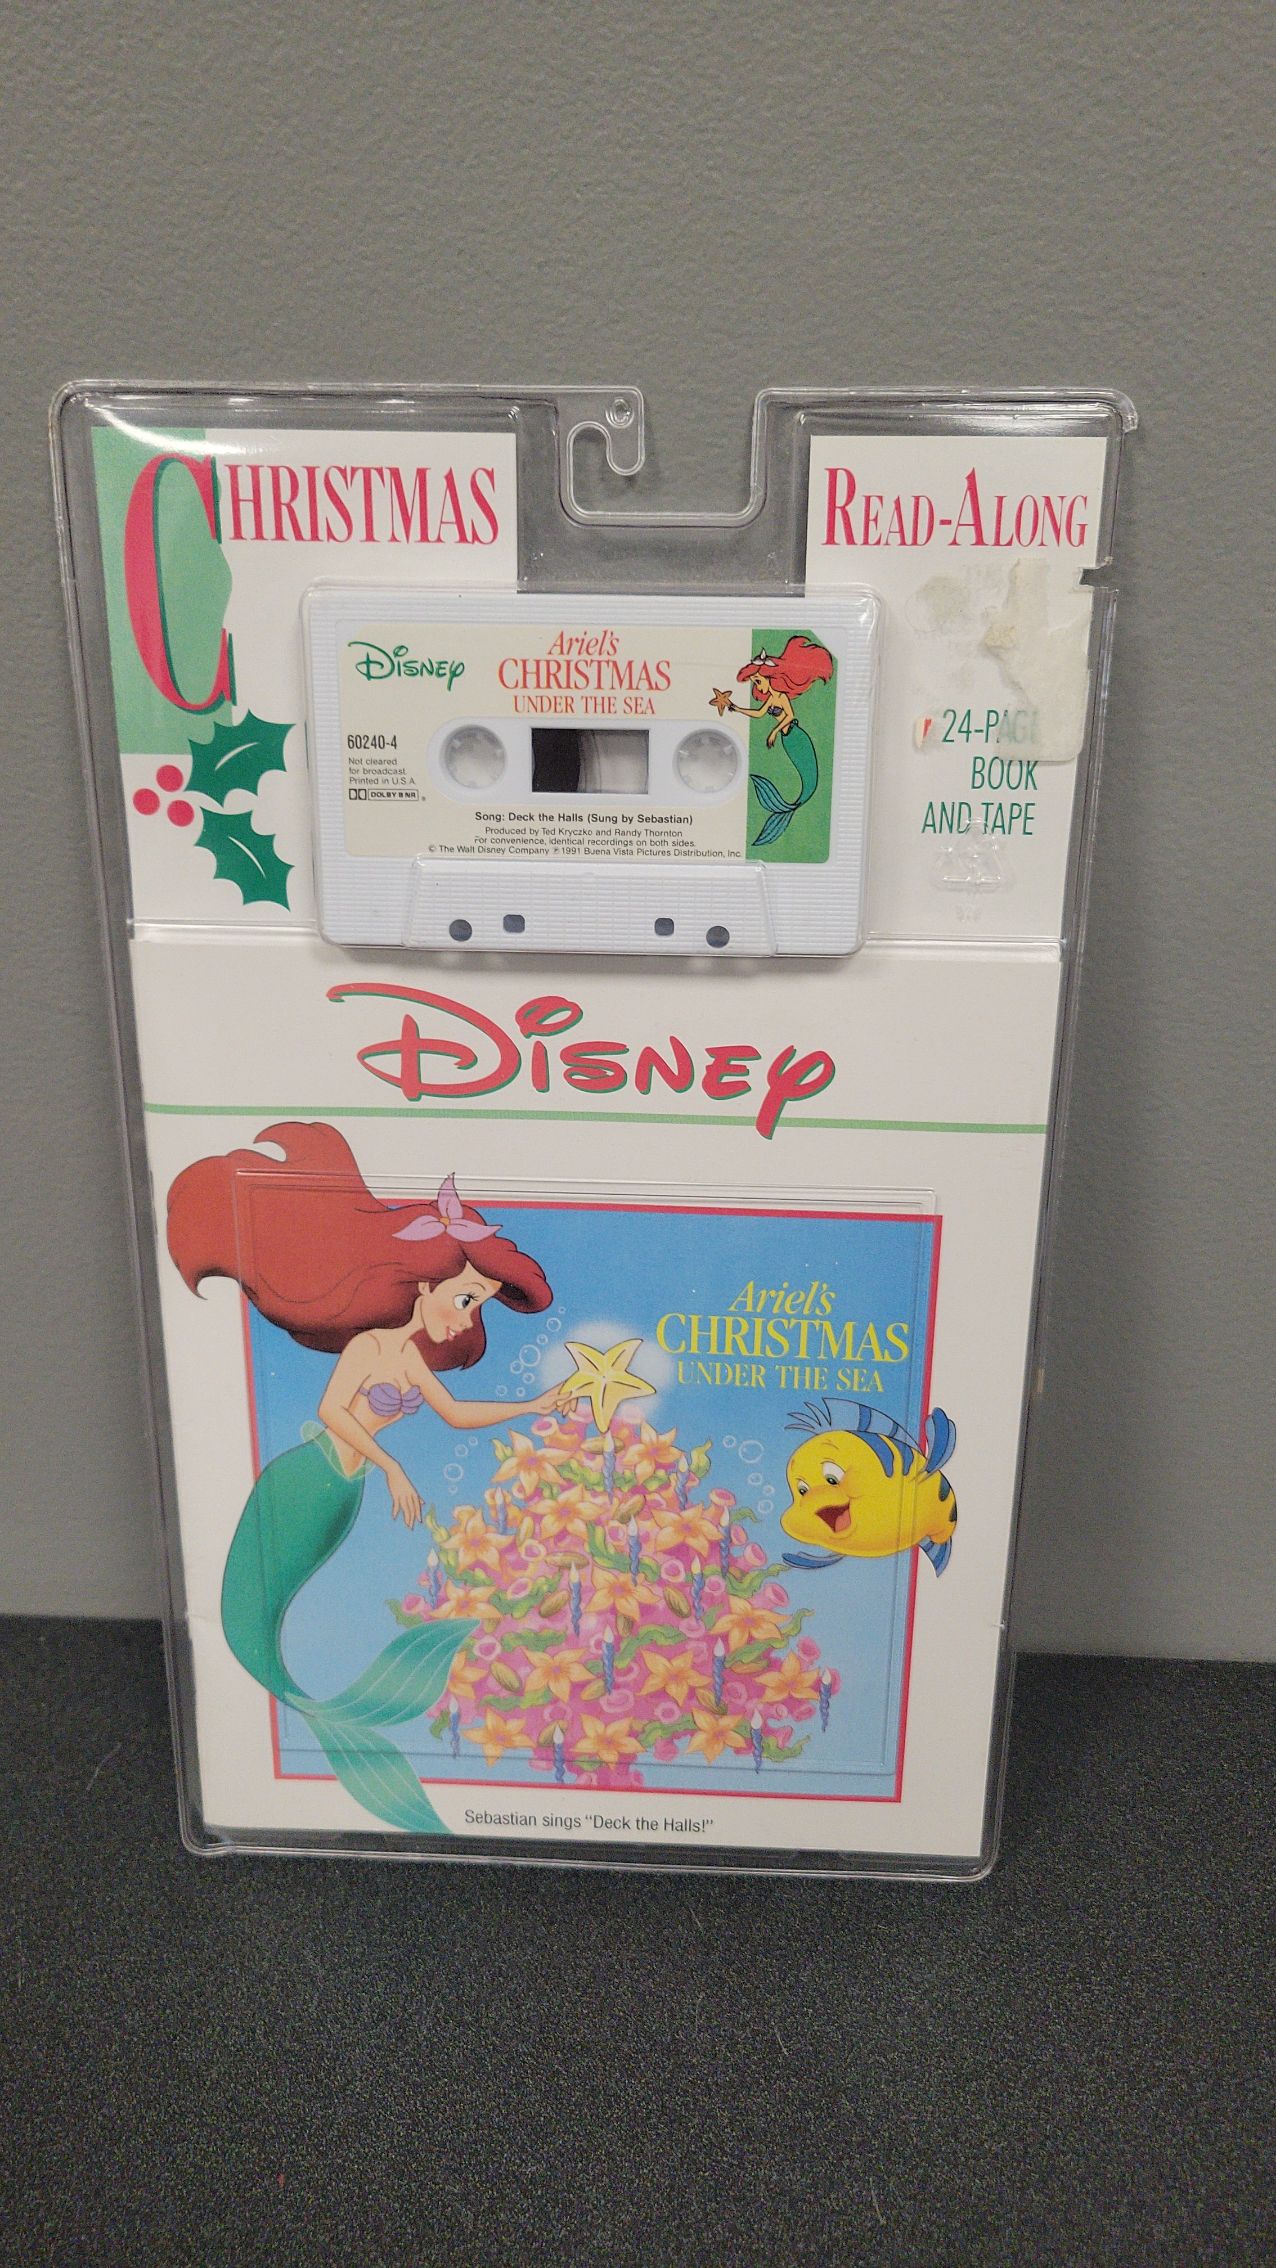 CHRISTMAS
READ-ALONG
24-PAGE
BOOK
AND TAPE
DISNEY
Ariel's
CHRISTMAS
UNDER THE SEA
60240-4
Not cleared
for broadcast
Printed in U.S.A.
DOLBY B NR
Song: Deck the Halls (Sung by Sebastian)
Produced by Ted Kryczko and Randy Thornton
For convenience, identical recordings on both sides.
© The Walt Disney Company ℗ 1991 Buena Vista Pictures Distribution, Inc.
DISNEY
Ariel's
CHRISTMAS
UNDER THE SEA
Sebastian sings "Deck the Halls!"